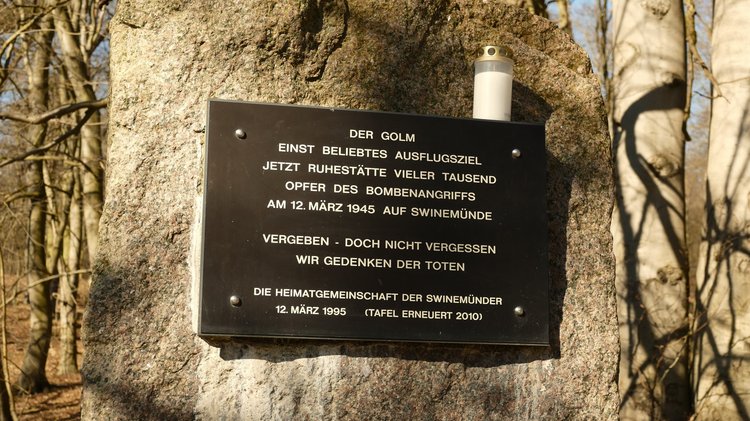 DER GOLM
EINST BELIEBTES AUSFLUGSZIEL
JETZT RUHESTÄTTE VIELER TAUSEND
OPFER DES BOMBENANGRIFFS
AM 12. MÄRZ 1945 AUF SWINEMÜNDE
VERGEBEN - DOCH NICHT VERGESSEN
WIR GEDENKEN DER TOTEN
DIE HEIMATGEMEINSCHAFT DER SWINEMÜNDER
12. MÄRZ 1995 (TAFEL ERNEUERT 2010)